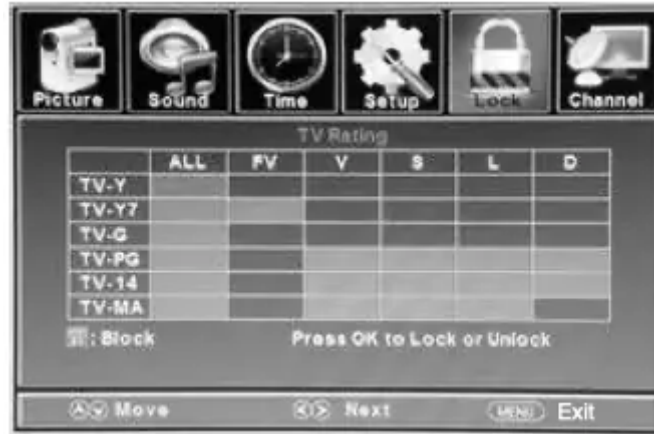 Picture Sound Time Setup Lock Channel
TV Rating
ALL FV V S L D
TV-Y
TV-Y7
TV-G
TV-PG
TV-14
TV-MA
: Block Press OK to Lock or Unlock
Move Next MENU Exit